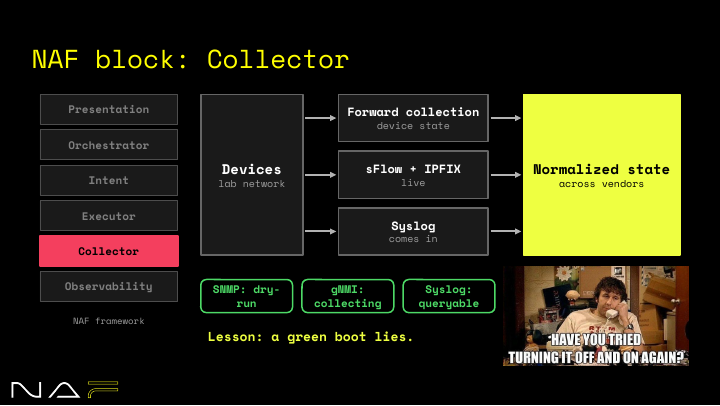 NAF block: Collector
Presentation
Orchestrator
Intent
Executor
Collector
Observability
NAF framework
Devices
lab network
Forward collection
device state
sFlow + IPFIX
live
Syslog
comes in
Normalized state
across vendors
SNMP: dry-
run
gNMI:
collecting
Syslog:
queryable
Lesson: a green boot lies.
HAVE YOU TRIED
TURNING IT OFF AND ON AGAIN?
NAF